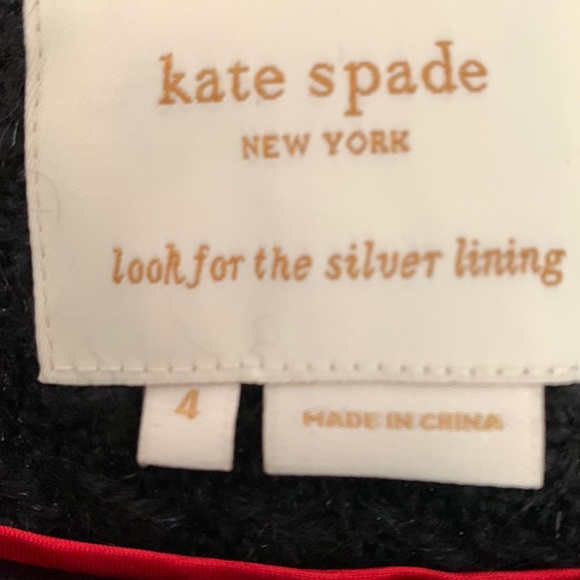 kate spade
NEW YORK
look for the silver lining
4
MADE IN CHINA